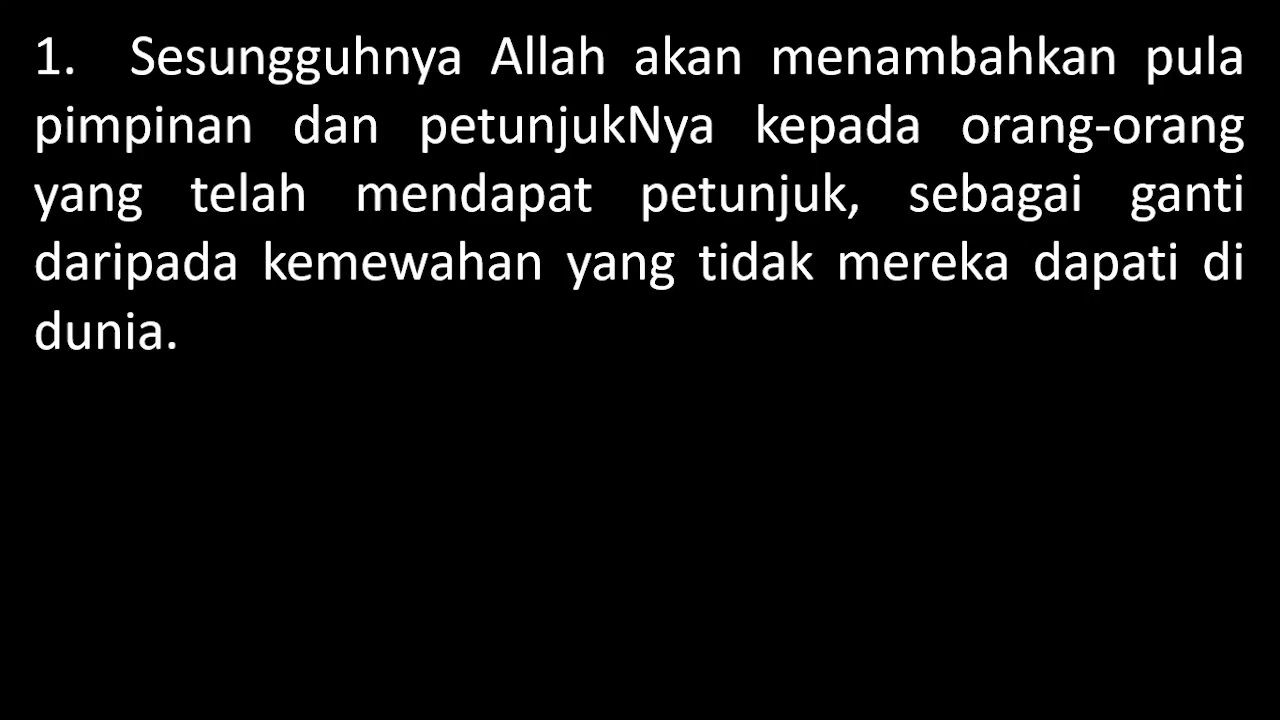 1. Sesungguhnya Allah akan menambahkan pula
pimpinan dan petunjukNya kepada orang-orang
yang telah mendapat petunjuk, sebagai ganti
daripada kemewahan yang tidak mereka dapati di
dunia.